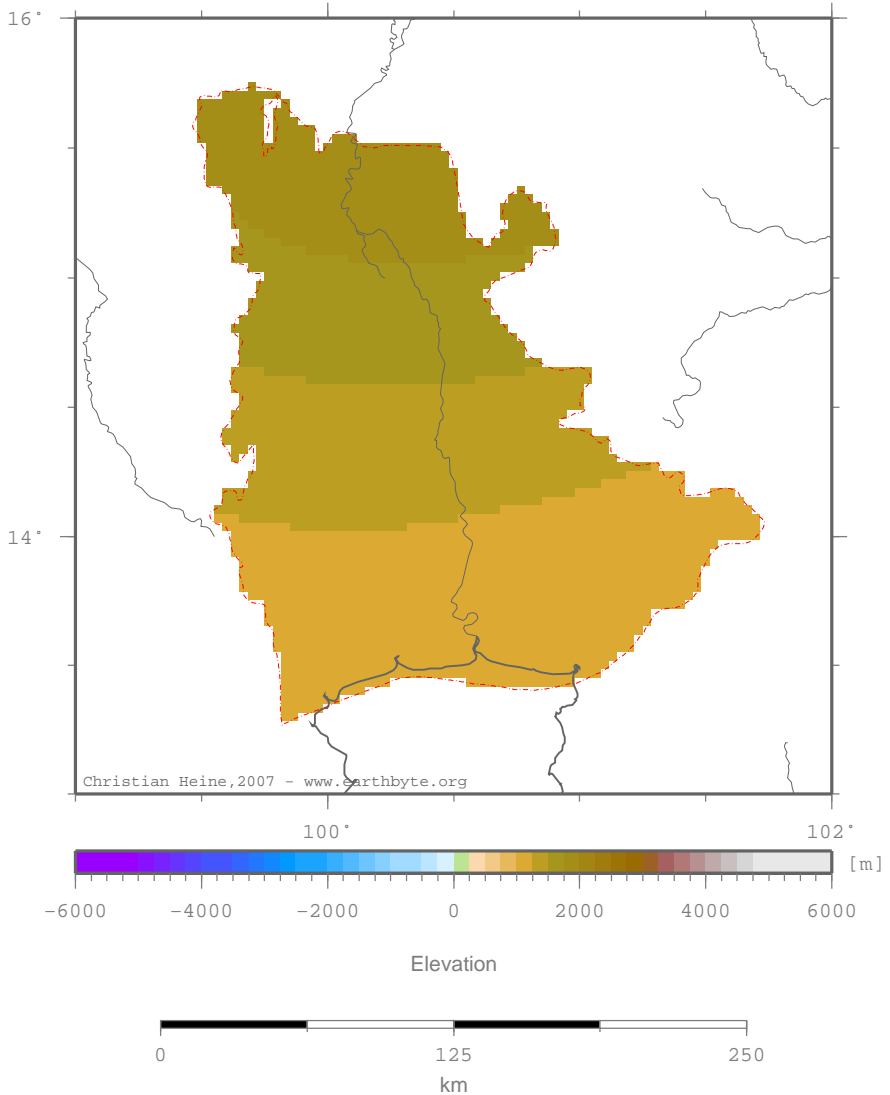 16°
14°
Christian Heine,2007 - www.earthbyte.org
100° 102°
[m]
-6000 -4000 -2000 0 2000 4000 6000
Elevation
0 125 250
km